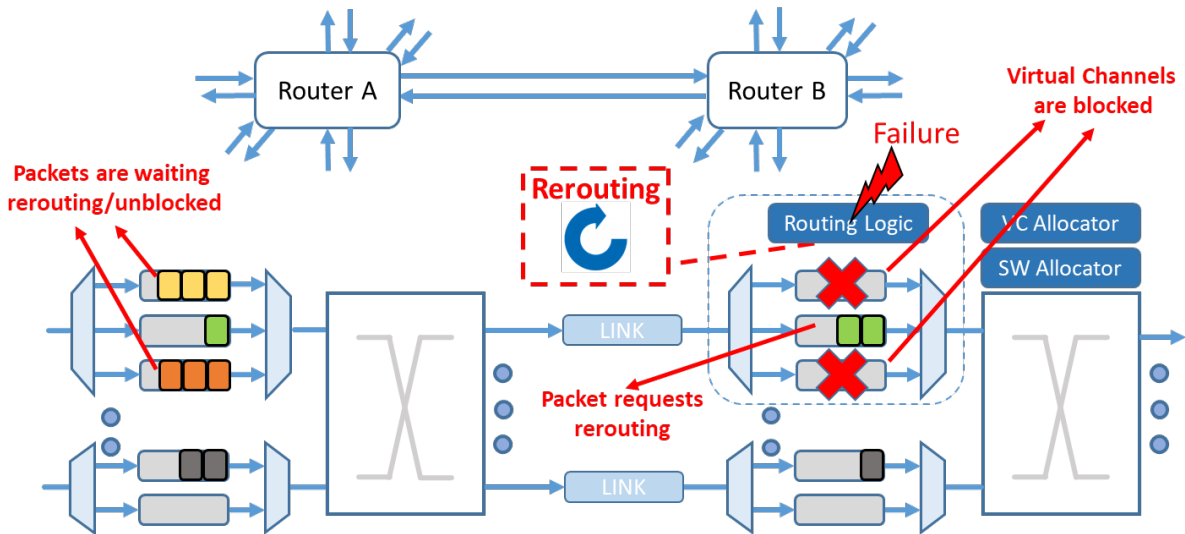 Router A
Router B
Virtual Channels
are blocked
Failure
Packets are waiting
rerouting/unblocked
Rerouting
Routing Logic
VC Allocator
SW Allocator
LINK
Packet requests
rerouting
LINK